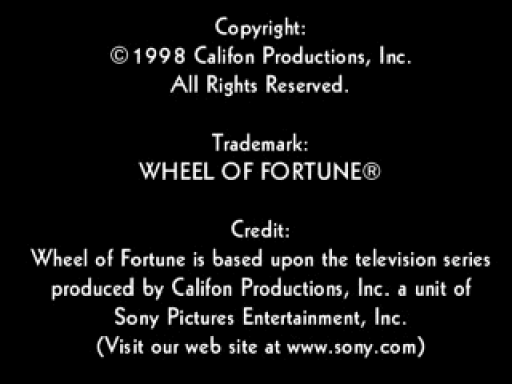 Copyright:
©1998 Califon Productions, Inc.
All Rights Reserved.
Trademark:
WHEEL OF FORTUNE®
Credit:
Wheel of Fortune is based upon the television series
produced by Califon Productions, Inc. a unit of
Sony Pictures Entertainment, Inc.
(Visit our web site at www.sony.com)